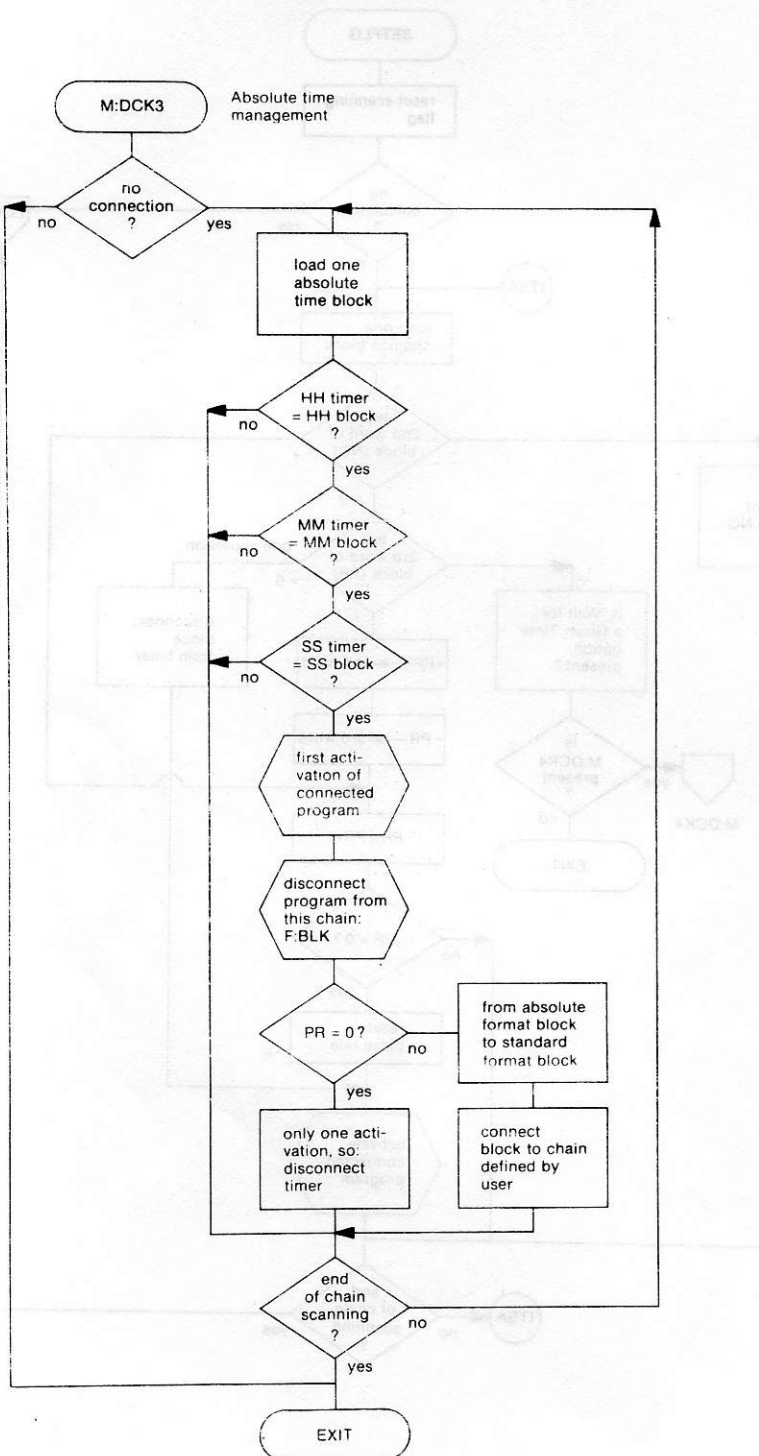 M:DCK3
Absolute time
management
no
connection
?
no
yes
load one
absolute
time block
HH timer
= HH block
?
no
yes
MM timer
= MM block
?
no
yes
SS timer
= SS block
?
no
yes
first acti-
vation of
connected
program
disconnect
program from
this chain:
F:BLK
PR = 0?
no
yes
from absolute
format block
to standard
format block
only one acti-
vation, so:
disconnect
timer
connect
block to chain
defined by
user
end
of chain
scanning
?
no
yes
EXIT